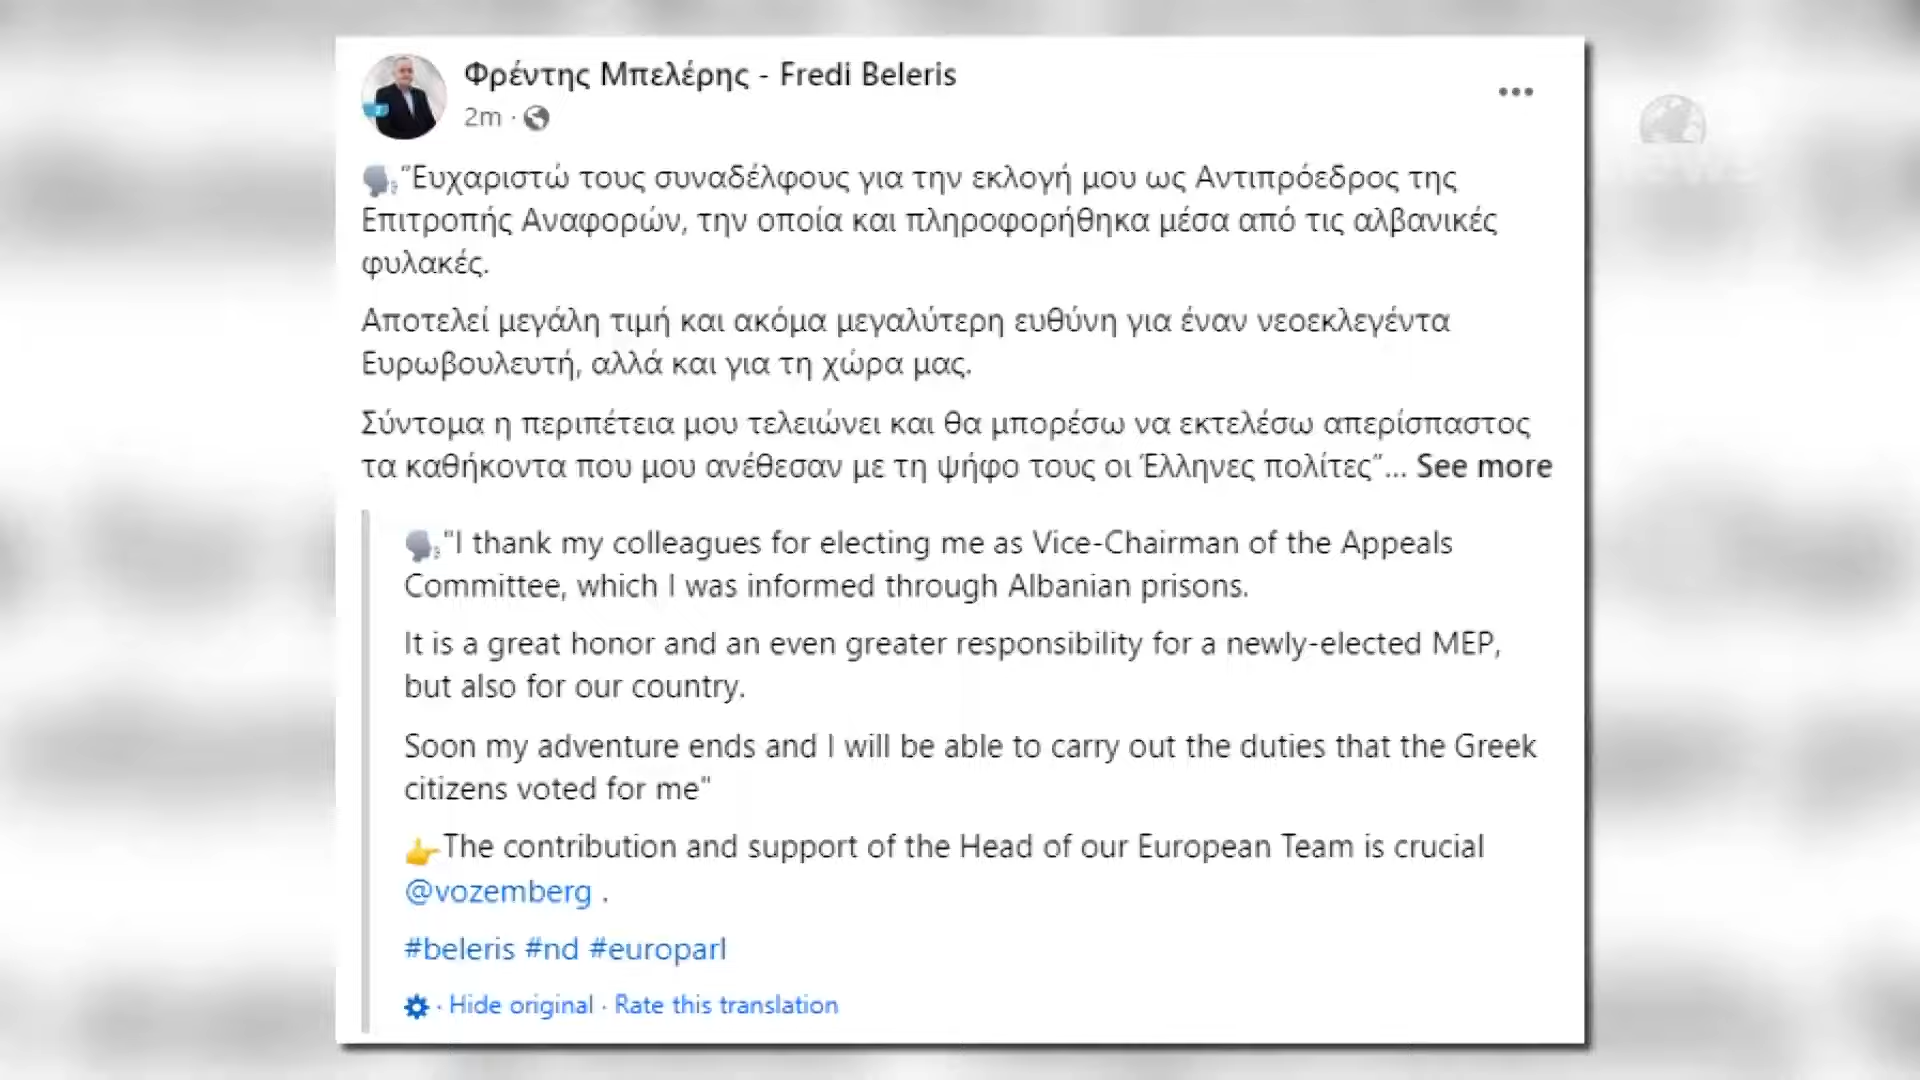 Φρέντης Μπελέρης - Fredi Beleris
2m ·
"Ευχαριστώ τους συναδέλφους για την εκλογή μου ως Αντιπρόεδρος της
Επιτροπής Αναφορών, την οποία και πληροφορήθηκα μέσα από τις αλβανικές
φυλακές.
Αποτελεί μεγάλη τιμή και ακόμα μεγαλύτερη ευθύνη για έναν νεοεκλεγέντα
Ευρωβουλευτή, αλλά και για τη χώρα μας.
Σύντομα η περιπέτεια μου τελειώνει και θα μπορέσω να εκτελέσω απερίσπαστος
τα καθήκοντα που μου ανέθεσαν με τη ψήφο τους οι Έλληνες πολίτες"... See more
"I thank my colleagues for electing me as Vice-Chairman of the Appeals
Committee, which I was informed through Albanian prisons.
It is a great honor and an even greater responsibility for a newly-elected MEP,
but also for our country.
Soon my adventure ends and I will be able to carry out the duties that the Greek
citizens voted for me"
👉The contribution and support of the Head of our European Team is crucial
@vozemberg .
#beleris #nd #europarl
· Hide original · Rate this translation
news